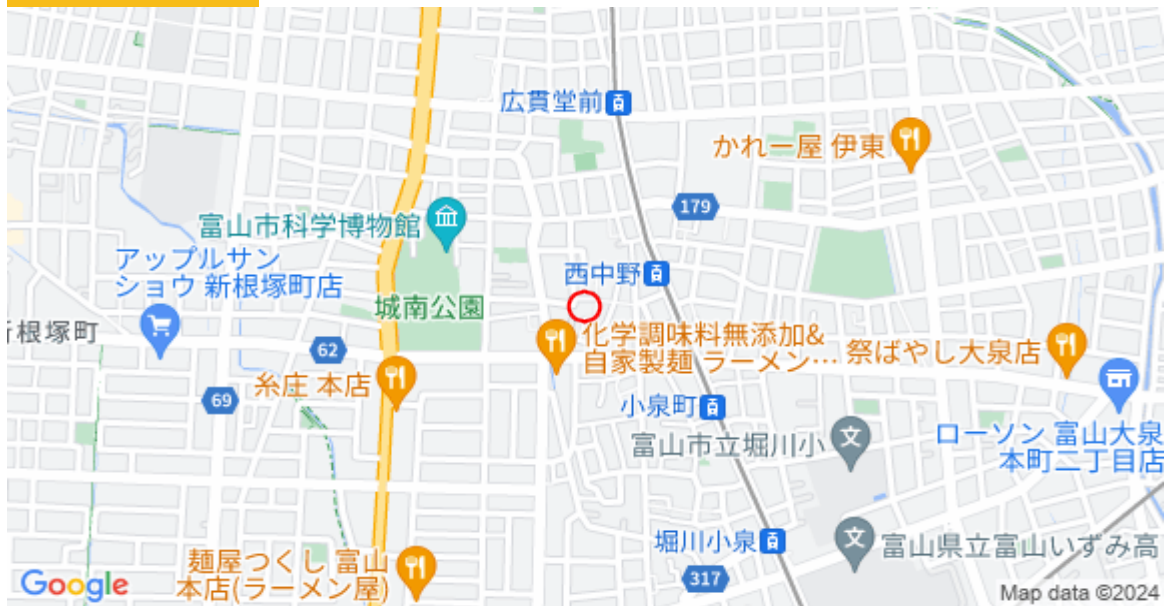 広貫堂前
かれー屋 伊東
179
富山市科学博物館
アップルサン
ショウ 新根塚町店
西中野
城南公園
新根塚町
62
化学調味料無添加&
自家製麺 ラーメン…
祭ばやし大泉店
糸庄 本店
69
小泉町
富山市立堀川小
ローソン 富山大泉
本町二丁目店
堀川小泉
富山県立富山いずみ高
麺屋つくし 富山
本店(ラーメン屋)
317
Google
Map data ©2024